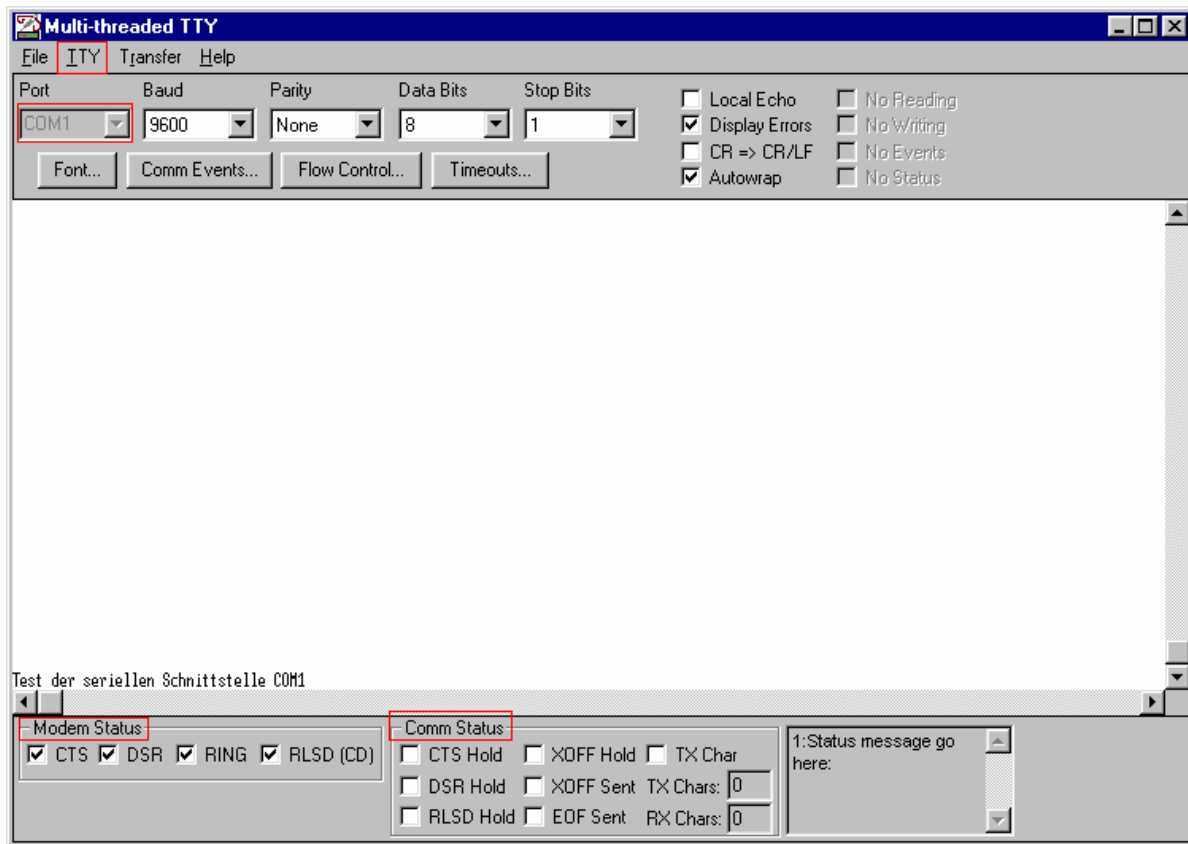 Multi-threaded TTY
File TTY Transfer Help
Port Baud Parity Data Bits Stop Bits
COM1 9600 None 8 1
Local Echo No Reading
Display Errors No Writing
CR => CR/LF No Events
Autowrap No Status
Font... Comm Events... Flow Control... Timeouts...
Test der seriellen Schnittstelle COM1
Modem Status
CTS DSR RING RLSD (CD)
Comm Status
CTS Hold XOFF Hold TX Char
DSR Hold XOFF Sent TX Chars: 0
RLSD Hold EOF Sent RX Chars: 0
1:Status message go
here: